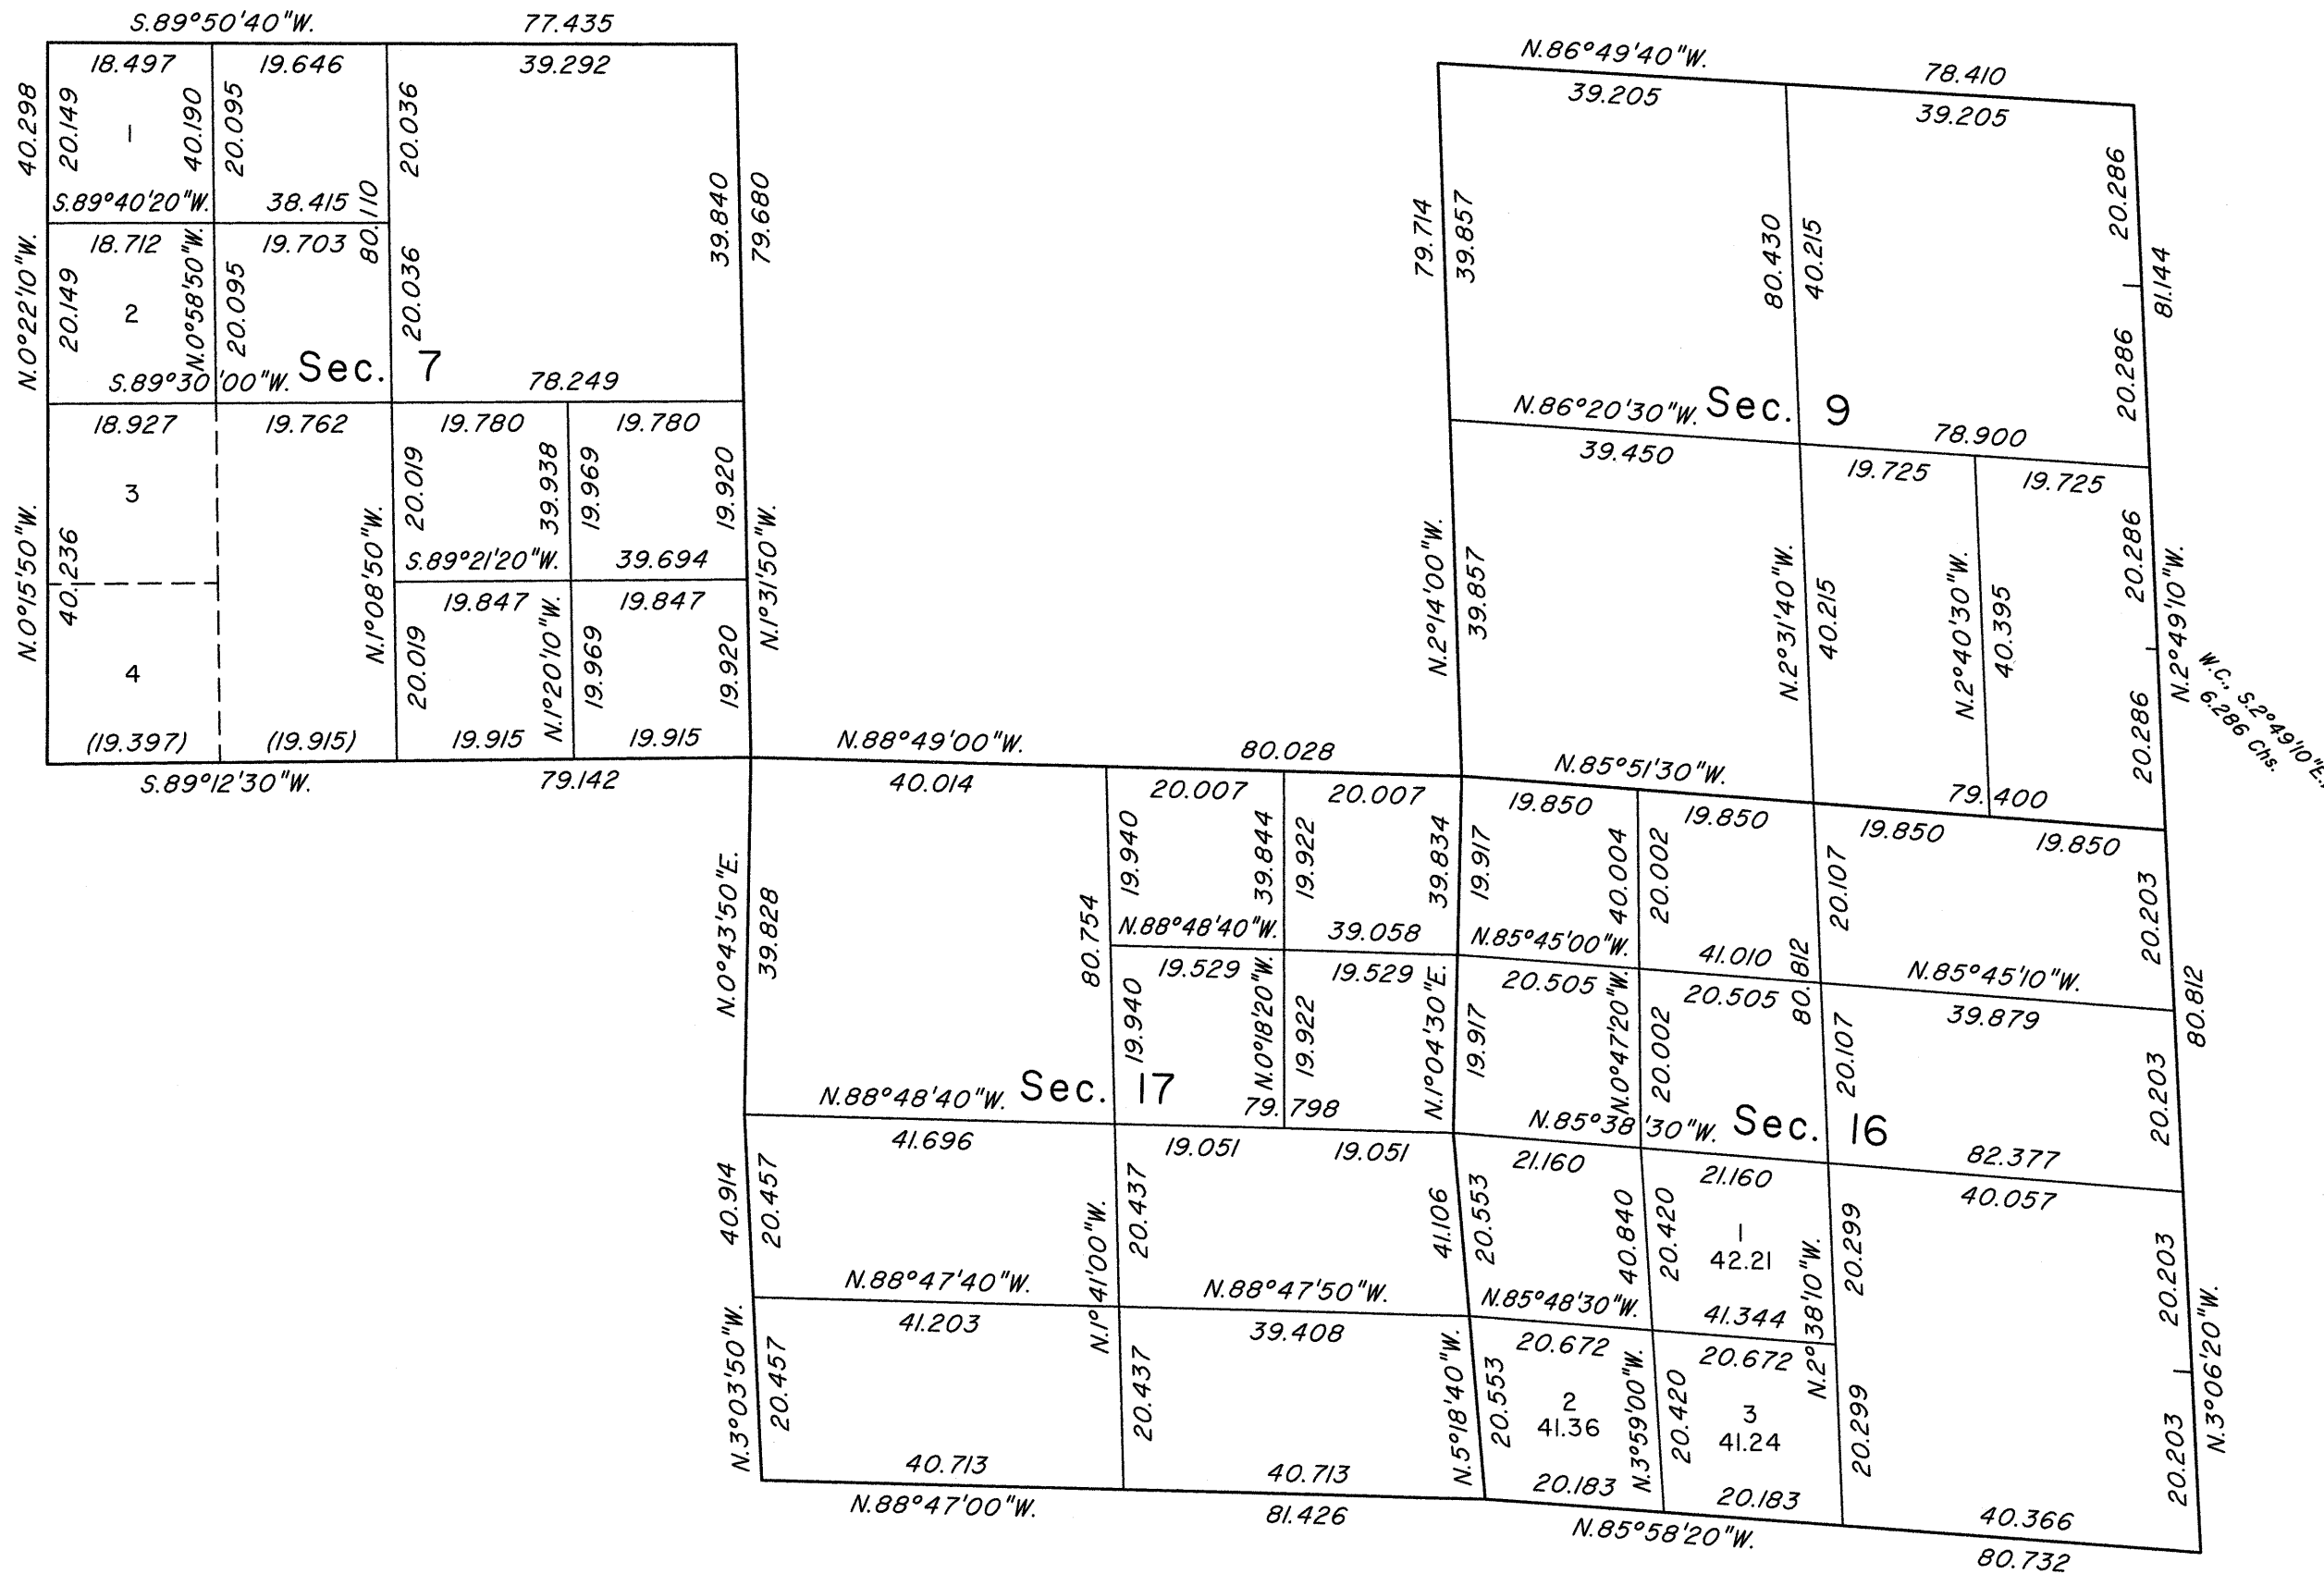 S.89°50'40"W. 77.435
18.497 19.646 39.292
40.298 20.149 1 40.190 20.095 20.036 39.840 79.680
S.89°40'20"W. 38.415 80.110
N.0°22'10"W. 18.712 19.703
20.149 2 N.0°58'50"W. 20.095 20.036
S.89°30'00"W. Sec. 7 78.249
18.927 19.762 19.780 19.780
3 20.019 39.938 19.969 19.920
N.0°15'50"W. 40.236 N.1°08'50"W. S.89°21'20"W. 39.694 N.1°31'50"W.
19.847 19.847
4 20.019 N.1°20'10"W. 19.969 19.920
(19.397) (19.915) 19.915 19.915
S.89°12'30"W. 79.142
N.86°49'40"W. 78.410
39.205 39.205
79.714 39.857 80.430 40.215 20.286 81.144
20.286
N.86°20'30"W. Sec. 9 78.900
39.450 19.725 19.725
N.2°14'00"W. 39.857 N.2°31'40"W. 40.215 N.2°40'30"W. 40.395 20.286 N.2°49'10"W.
20.286
W.C., S.2°49'10"E.,
6.286 Chs.
N.85°51'30"W. 79.400
N.88°49'00"W. 80.028
40.014 20.007 20.007
N.0°43'50"E. 39.828 80.754 19.940 39.844 19.922 39.834
N.88°48'40"W. 39.058
19.529 19.529
19.940 N.0°18'20"W. 19.922 N.1°04'30"E.
N.88°48'40"W. Sec. 17 79.798
41.696 19.051 19.051
40.914 20.457 20.437 41.106
N.88°47'40"W. N.1°41'00"W. N.88°47'50"W.
41.203 39.408
N.3°03'50"W. 20.457 20.437 N.5°18'40"W.
40.713 40.713
N.88°47'00"W. 81.426
19.850 19.850 19.850 19.850
19.917 40.004 20.002 20.107 20.203
N.85°45'00"W. 41.010 80.812 N.85°45'10"W. 80.812
20.505 20.505 39.879
19.917 N.0°47'20"W. 20.002 20.107 20.203
N.85°38'30"W. Sec. 16 82.377
21.160 21.160 40.057
20.553 40.840 20.420 1 20.299 20.203
42.21
N.85°48'30"W. 41.344 N.2°38'10"W. N.3°06'20"W.
20.672 20.672
20.553 2 N.3°59'00"W. 20.420 3 20.299 20.203
41.36 41.24
20.183 20.183 40.366
N.85°58'20"W. 80.732